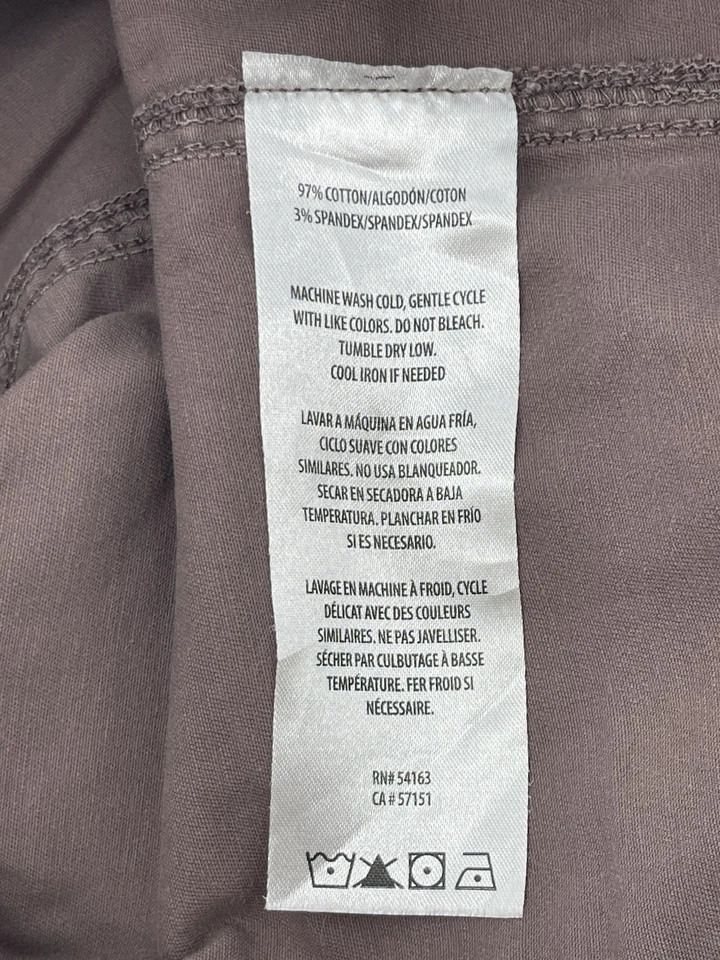 97% COTTON/ALGODÓN/COTON
3% SPANDEX/SPANDEX/SPANDEX
MACHINE WASH COLD, GENTLE CYCLE
WITH LIKE COLORS. DO NOT BLEACH.
TUMBLE DRY LOW.
COOL IRON IF NEEDED
LAVAR A MÁQUINA EN AGUA FRÍA,
CICLO SUAVE CON COLORES
SIMILARES. NO USA BLANQUEADOR.
SECAR EN SECADORA A BAJA
TEMPERATURA. PLANCHAR EN FRÍO
SI ES NECESARIO.
LAVAGE EN MACHINE À FROID, CYCLE
DÉLICAT AVEC DES COULEURS
SIMILAIRES. NE PAS JAVELLISER.
SÉCHER PAR CULBUTAGE À BASSE
TEMPÉRATURE. FER FROID SI
NÉCESSAIRE.
RN# 54163
CA # 57151